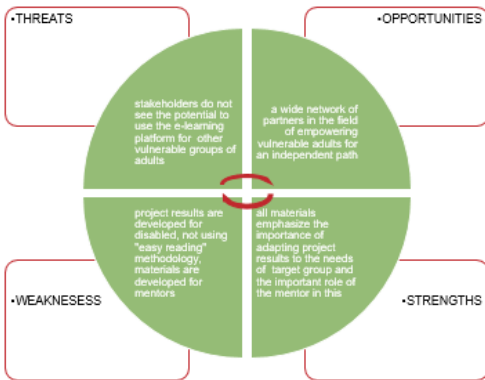 •THREATS
•OPPORTUNITIES
stakeholders do not
see the potential to
use the e-learning
platform for other
vulnerable groups of
adults
a wide network of
partners in the field
of empowering
vulnerable adults for
an independent path
project results are
developed for
disabled, not using
"easy reading"
methodology,
materials are
developed for
mentors
all materials
emphasize the
importance of
adapting project
results to the needs
of target group and
the important role of
the mentor in this
•WEAKNESESS
•STRENGTHS